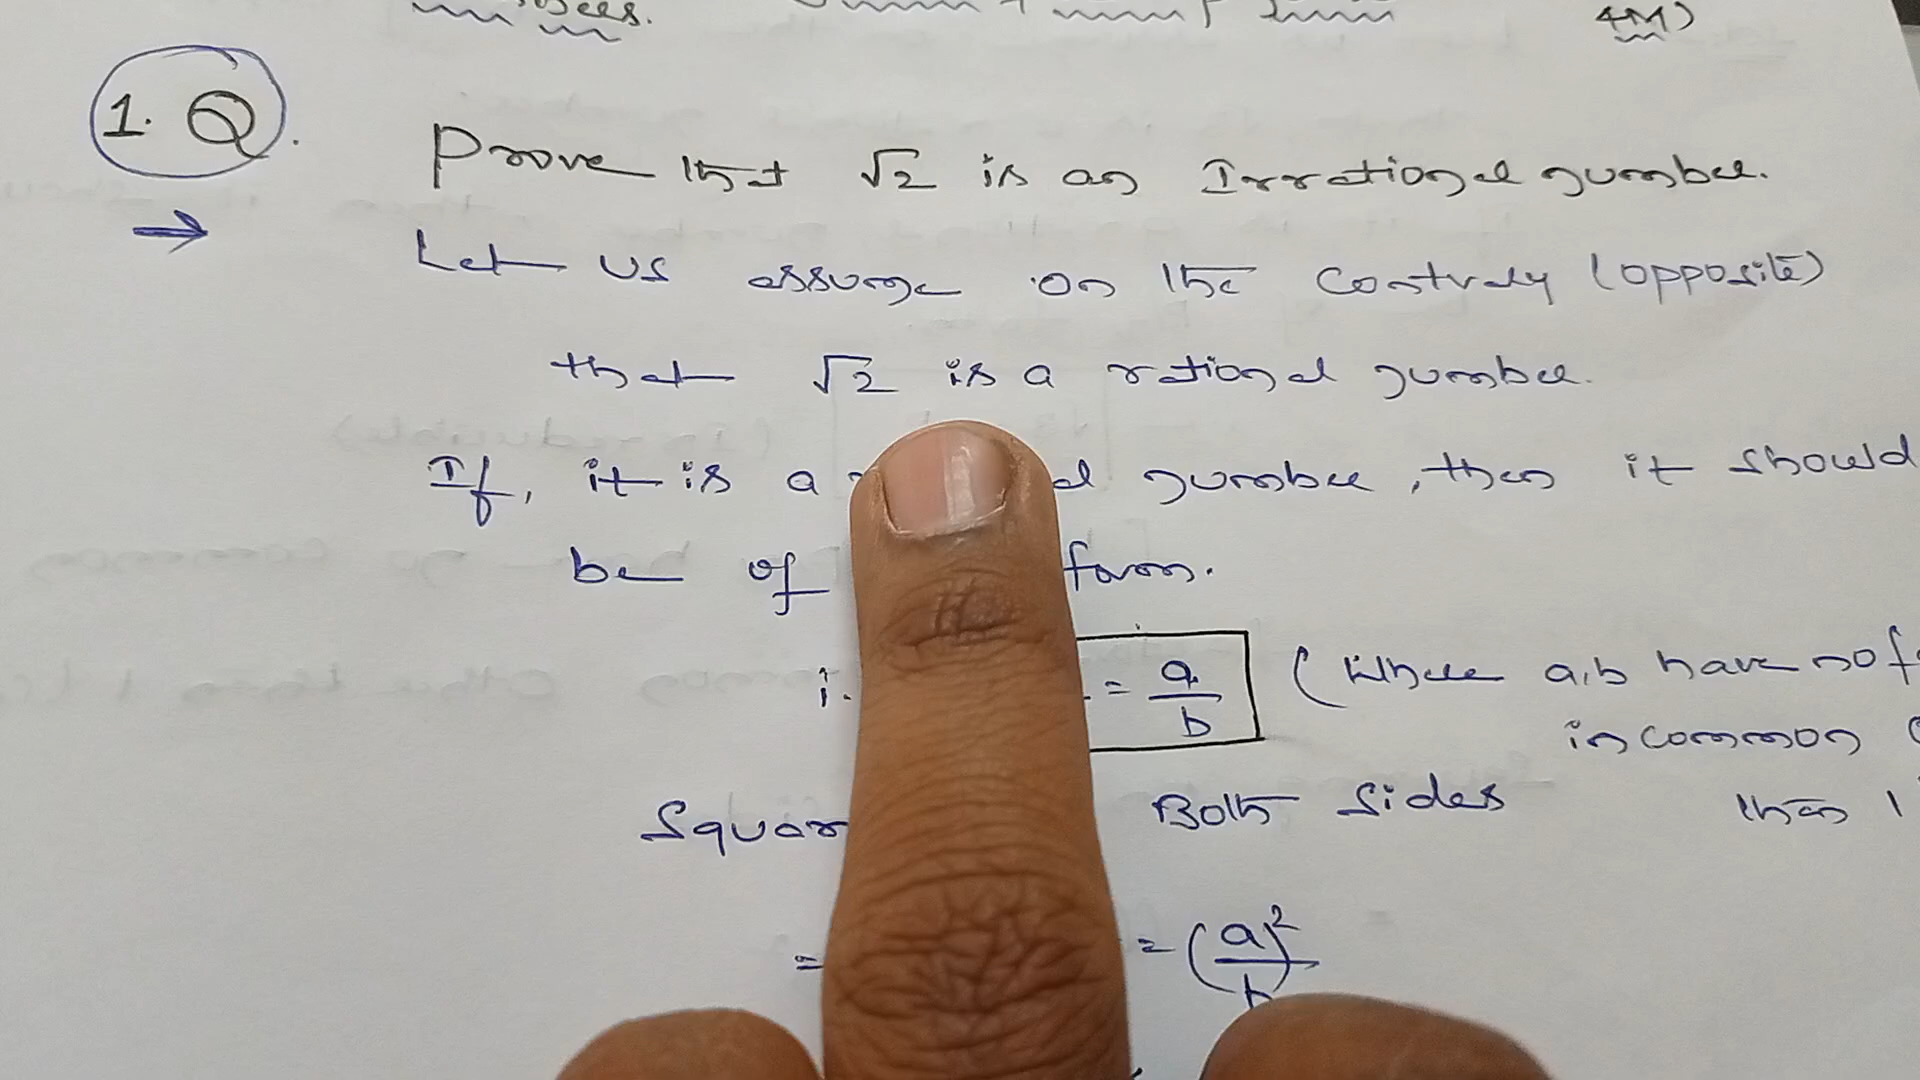 4M)
1. Q.
Prove that √2 is an Irrational number.
→ Let us assume on the contrary (opposite)
that √2 is a rational number.
If, it is a number, then it should
be of form.
= a/b (where a,b have no
in common
Both Sides than 1
= (a/b)²